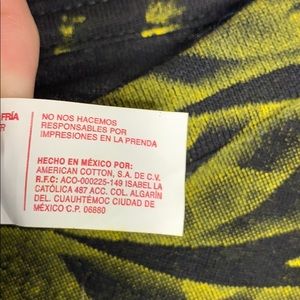 FRÍA
R
NO NOS HACEMOS
RESPONSABLES POR
IMPRESIONES EN LA PRENDA
HECHO EN MÉXICO POR:
AMERICAN COTTON, S.A. DE C.V.
R.F.C: ACO-000225-149 ISABEL LA
CATÓLICA 487 ACC. COL. ALGARÍN
DEL. CUAUHTÉMOC CIUDAD DE
MÉXICO C.P. 06880